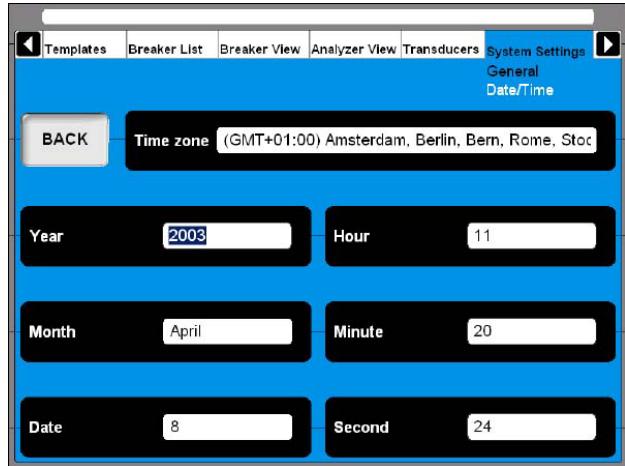 Templates Breaker List Breaker View Analyzer View Transducers System Settings
General
Date/Time
BACK Time zone (GMT+01:00) Amsterdam, Berlin, Bern, Rome, Stoc
Year 2003 Hour 11
Month April Minute 20
Date 8 Second 24